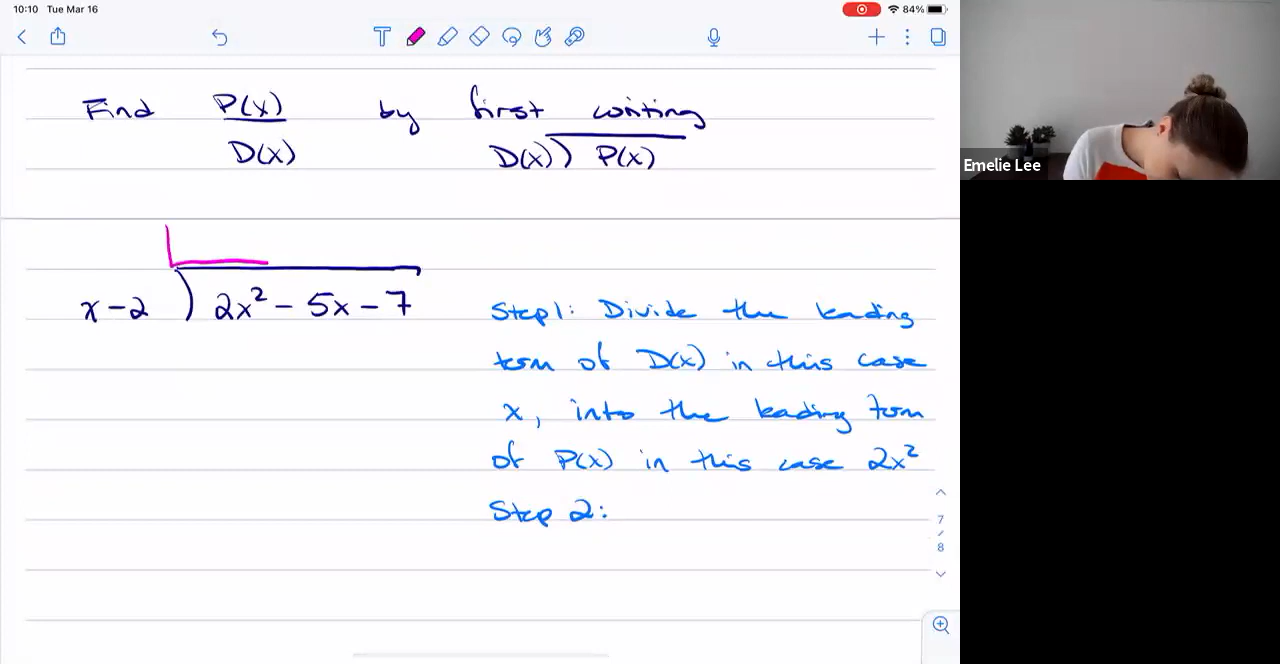 10:10 Tue Mar 16
84%
Find P(x) by first writing
D(x) D(x) ) P(x)
Emelie Lee
x-2 ) 2x² - 5x - 7
Step 1: Divide the leading
term of D(x) in this case
x, into the leading term
of P(x) in this case 2x²
Step 2:
7
/
8